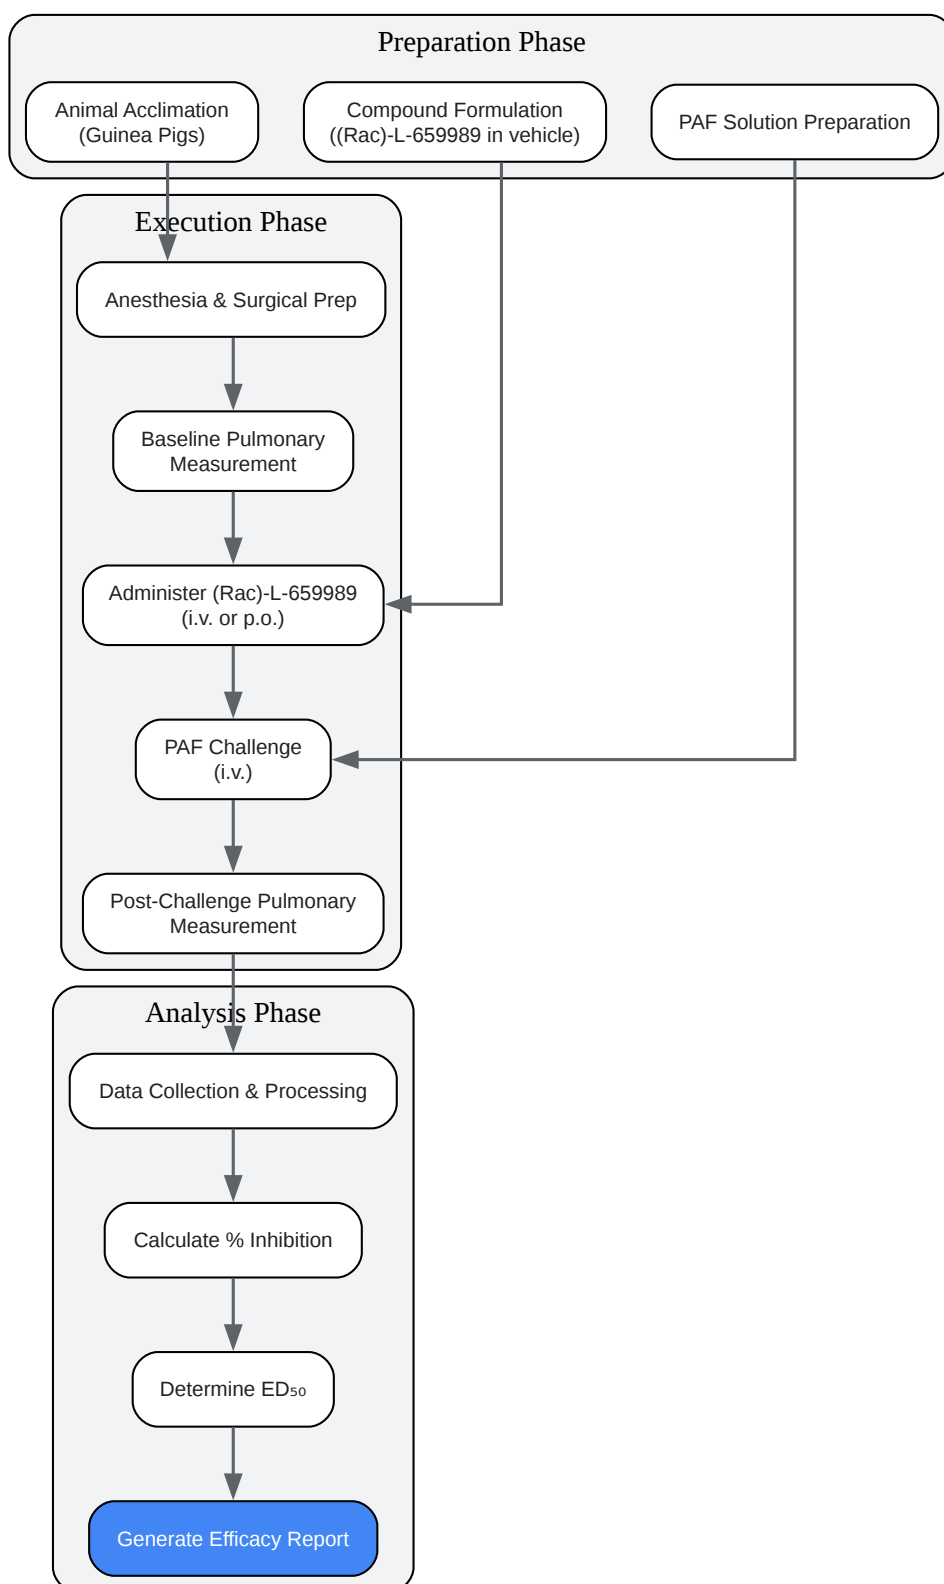 Preparation Phase
Animal Acclimation
(Guinea Pigs)
Compound Formulation
((Rac)-L-659989 in vehicle)
PAF Solution Preparation
Execution Phase
Anesthesia & Surgical Prep
Baseline Pulmonary
Measurement
Administer (Rac)-L-659989
(i.v. or p.o.)
PAF Challenge
(i.v.)
Post-Challenge Pulmonary
Measurement
Analysis Phase
Data Collection & Processing
Calculate % Inhibition
Determine ED₅₀
Generate Efficacy Report